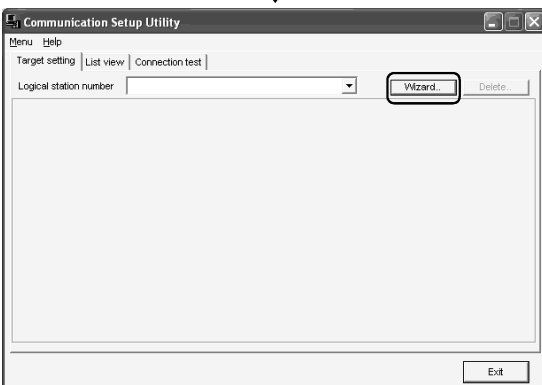 Communication Setup Utility
Menu Help
Target setting List view Connection test
Logical station number Wizard.. Delete..
Exit